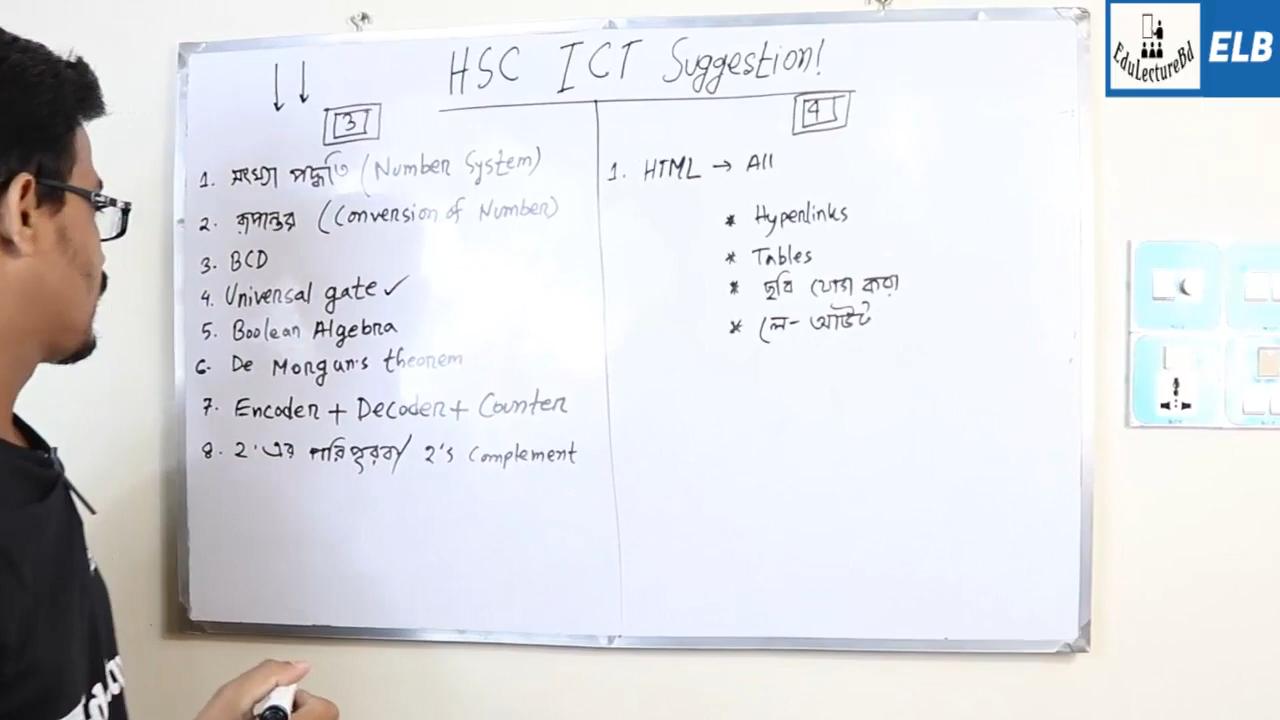 HSC ICT Suggestion!
3
1. সংখ্যা পদ্ধতি (Number System)
2. রূপান্তর (Conversion of Number)
3. BCD
4. Universal gate ✓
5. Boolean Algebra
6. De Morgan's theorem
7. Encoder + Decoder + Counter
8. 2'এর পরিপূরক / 2's Complement
4
1. HTML → All
* Hyperlinks
* Tables
* ছবি যোগ করা
* লে-আউট
EduLectureBd
ELB